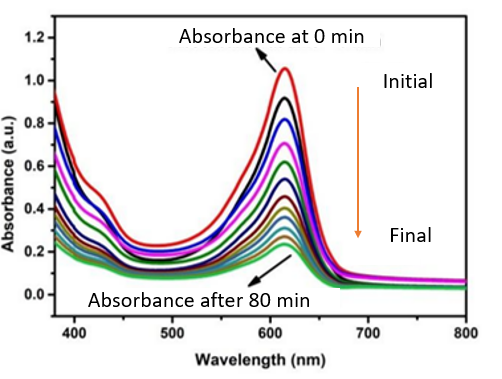 Absorbance at 0 min
Initial
Final
Absorbance after 80 min
Absorbance (a.u.)
1.2
1.0
0.8
0.6
0.4
0.2
0.0
400
500
600
700
800
Wavelength (nm)